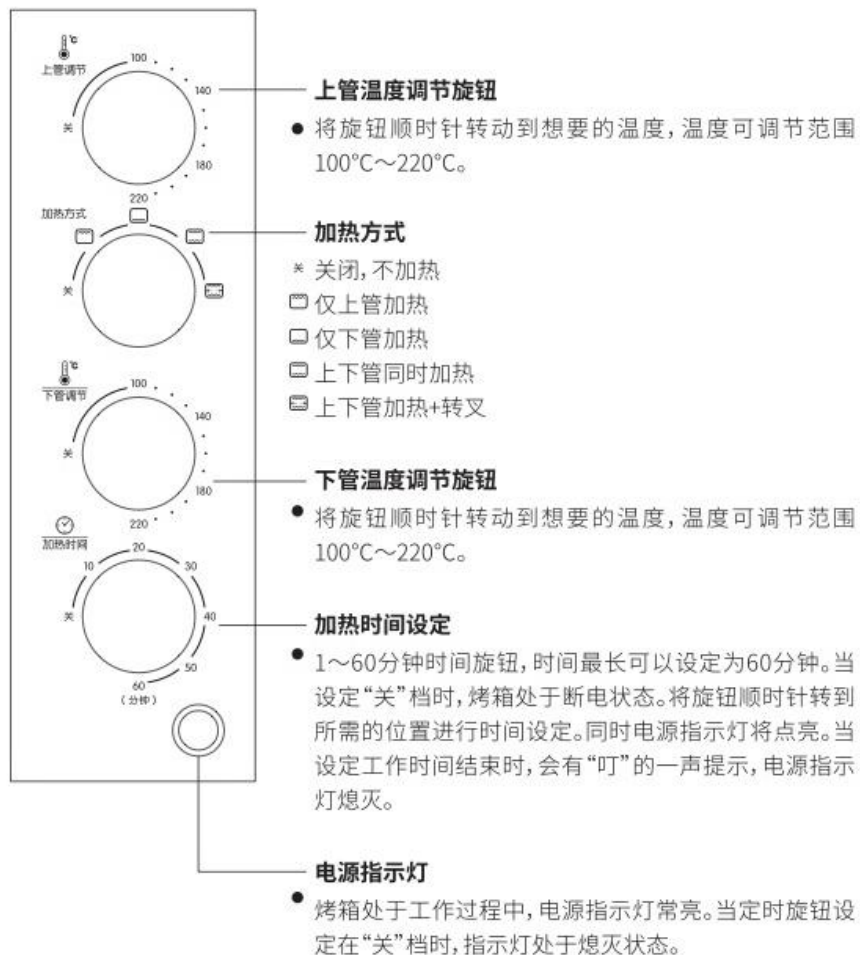 ℃
上管调节
100
140
180
220
关
上管温度调节旋钮
● 将旋钮顺时针转动到想要的温度，温度可调节范围
100℃～220℃。
加热方式
关
加热方式
关 关闭，不加热
仅上管加热
仅下管加热
上下管同时加热
上下管加热+转叉
℃
下管调节
100
140
180
220
关
下管温度调节旋钮
● 将旋钮顺时针转动到想要的温度，温度可调节范围
100℃～220℃。
加热时间
关
10
20
30
40
50
60
（分钟）
加热时间设定
● 1～60分钟时间旋钮，时间最长可以设定为60分钟。当
设定“关”档时，烤箱处于断电状态。将旋钮顺时针转到
所需的位置进行时间设定。同时电源指示灯将点亮。当
设定工作时间结束时，会有“叮”的一声提示，电源指示
灯熄灭。
电源指示灯
● 烤箱处于工作过程中，电源指示灯常亮。当定时旋钮设
定在“关”档时，指示灯处于熄灭状态。